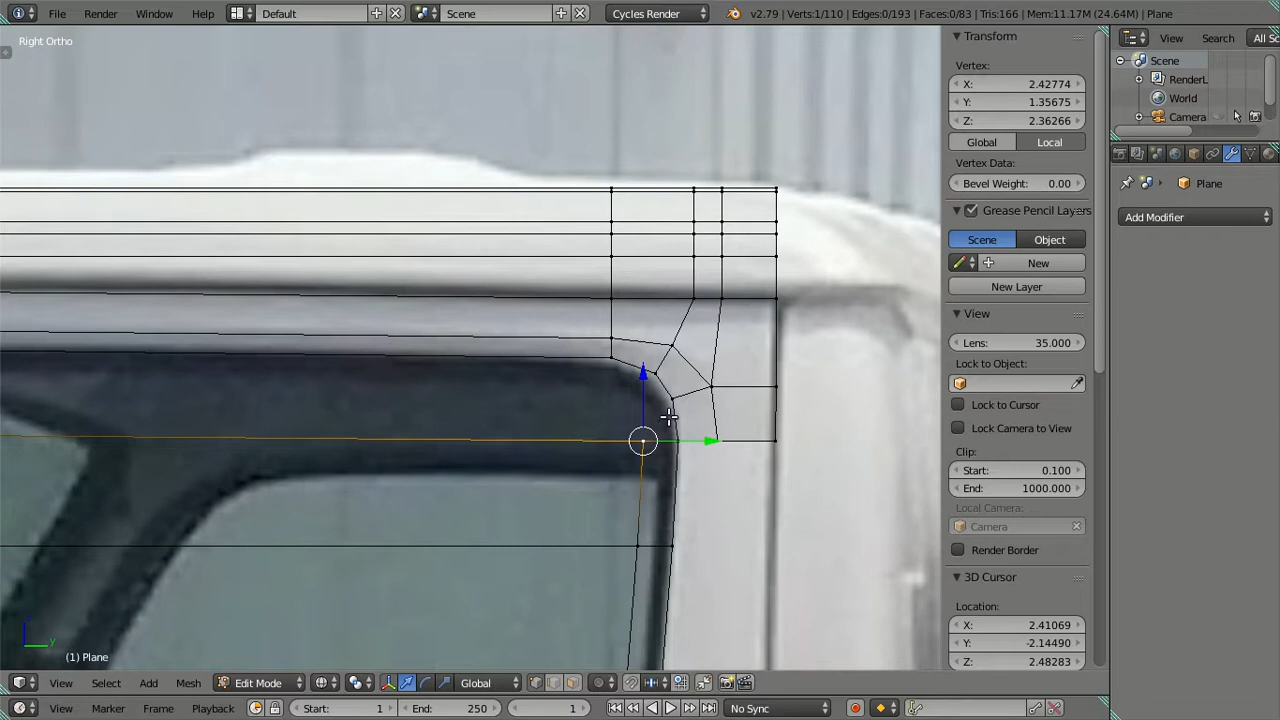 File Render Window Help Default Scene Cycles Render v2.79 | Verts:1/110 | Edges:0/193 | Faces:0/83 | Tris:166 | Mem:11.17M (24.64M) | Plane
Right Ortho
Transform
Vertex:
X: 2.42774
Y: 1.35675
Z: 2.36266
Global Local
Vertex Data:
Bevel Weight: 0.00
Grease Pencil Layers
Scene Object
New
New Layer
View
Lens: 35.000
Lock to Object:
Lock to Cursor
Lock Camera to View
Clip:
Start: 0.100
End: 1000.000
Local Camera:
Camera
Render Border
3D Cursor
Location:
X: 2.41069
Y: -2.14490
Z: 2.48283
View Search All Sc
Scene
RenderL
World
Camera
Plane
Add Modifier
z
y
(1) Plane
View Select Add Mesh Edit Mode Global
View Marker Frame Playback Start: 1 End: 250 1 No Sync